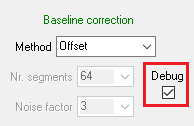 Baseline correction
Method Offset
Nr. segments 64 Debug
Noise factor 3